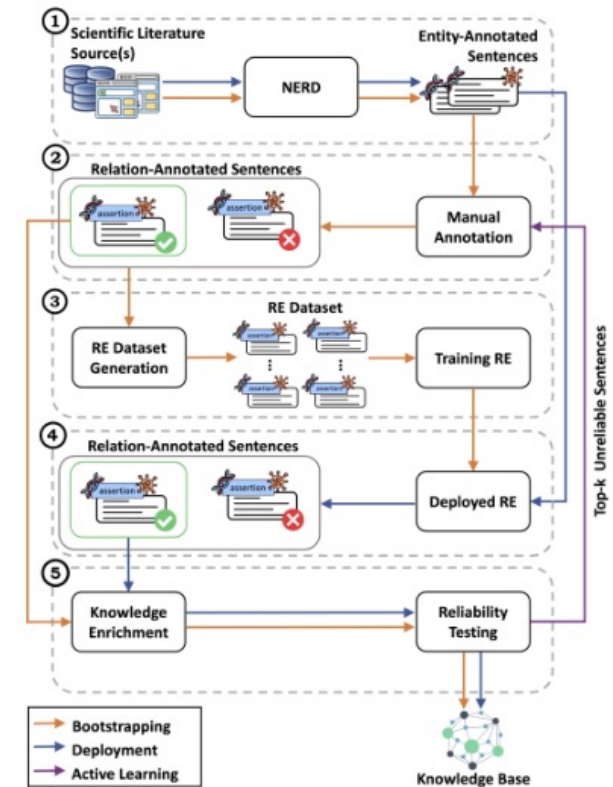 1
Scientific Literature
Source(s)
NERD
Entity-Annotated
Sentences
2
Relation-Annotated Sentences
assertion
assertion
Manual
Annotation
3
RE Dataset
RE Dataset
Generation
assertion
assertion
assertion
assertion
Training RE
4
Relation-Annotated Sentences
assertion
assertion
Deployed RE
Top-k Unreliable Sentences
5
Knowledge
Enrichment
Reliability
Testing
Bootstrapping
Deployment
Active Learning
Knowledge Base